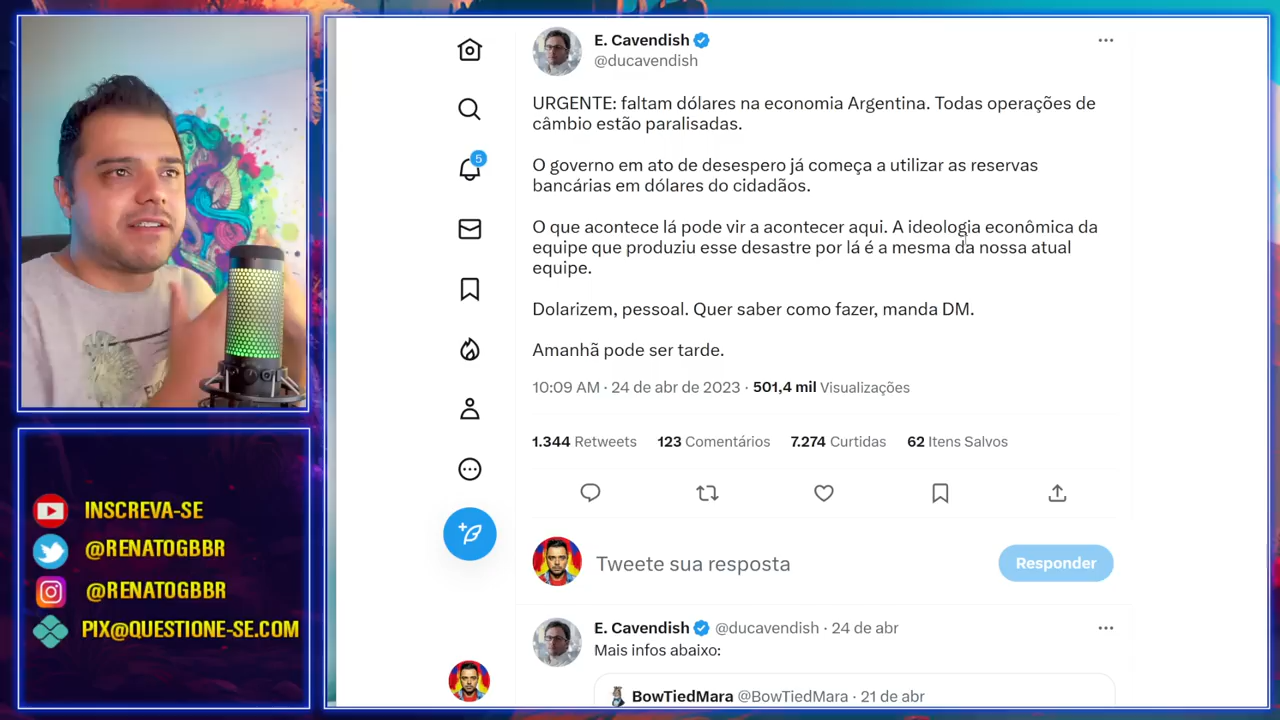 E. Cavendish
@ducavendish
URGENTE: faltam dólares na economia Argentina. Todas operações de
câmbio estão paralisadas.
O governo em ato de desespero já começa a utilizar as reservas
bancárias em dólares do cidadãos.
O que acontece lá pode vir a acontecer aqui. A ideologia econômica da
equipe que produziu esse desastre por lá é a mesma da nossa atual
equipe.
Dolarizem, pessoal. Quer saber como fazer, manda DM.
Amanhã pode ser tarde.
10:09 AM · 24 de abr de 2023 · 501,4 mil Visualizações
1.344 Retweets 123 Comentários 7.274 Curtidas 62 Itens Salvos
Tweete sua resposta
Responder
E. Cavendish @ducavendish · 24 de abr
Mais infos abaixo:
BowTiedMara @BowTiedMara · 21 de abr
5
INSCREVA-SE
@RENATOGBBR
@RENATOGBBR
PIX@QUESTIONE-SE.COM